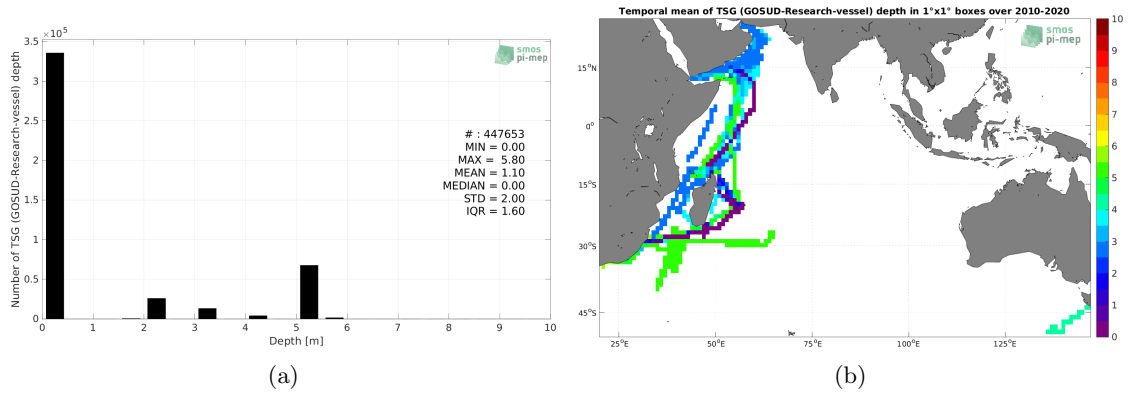 ×10⁵
3.5
3
2.5
2
1.5
1
0.5
0
Number of TSG (GOSUD-Research-vessel) depth
smos
pi-mep
# : 447653
MIN = 0.00
MAX = 5.80
MEAN = 1.10
MEDIAN = 0.00
STD = 2.00
IQR = 1.60
0 1 2 3 4 5 6 7 8 9 10
Depth [m]
(a)
Temporal mean of TSG (GOSUD-Research-vessel) depth in 1°x1° boxes over 2010-2020
smos
pi-mep
15°N
0°
15°S
30°S
45°S
25°E 50°E 75°E 100°E 125°E
10
9
8
7
6
5
4
3
2
1
0
(b)